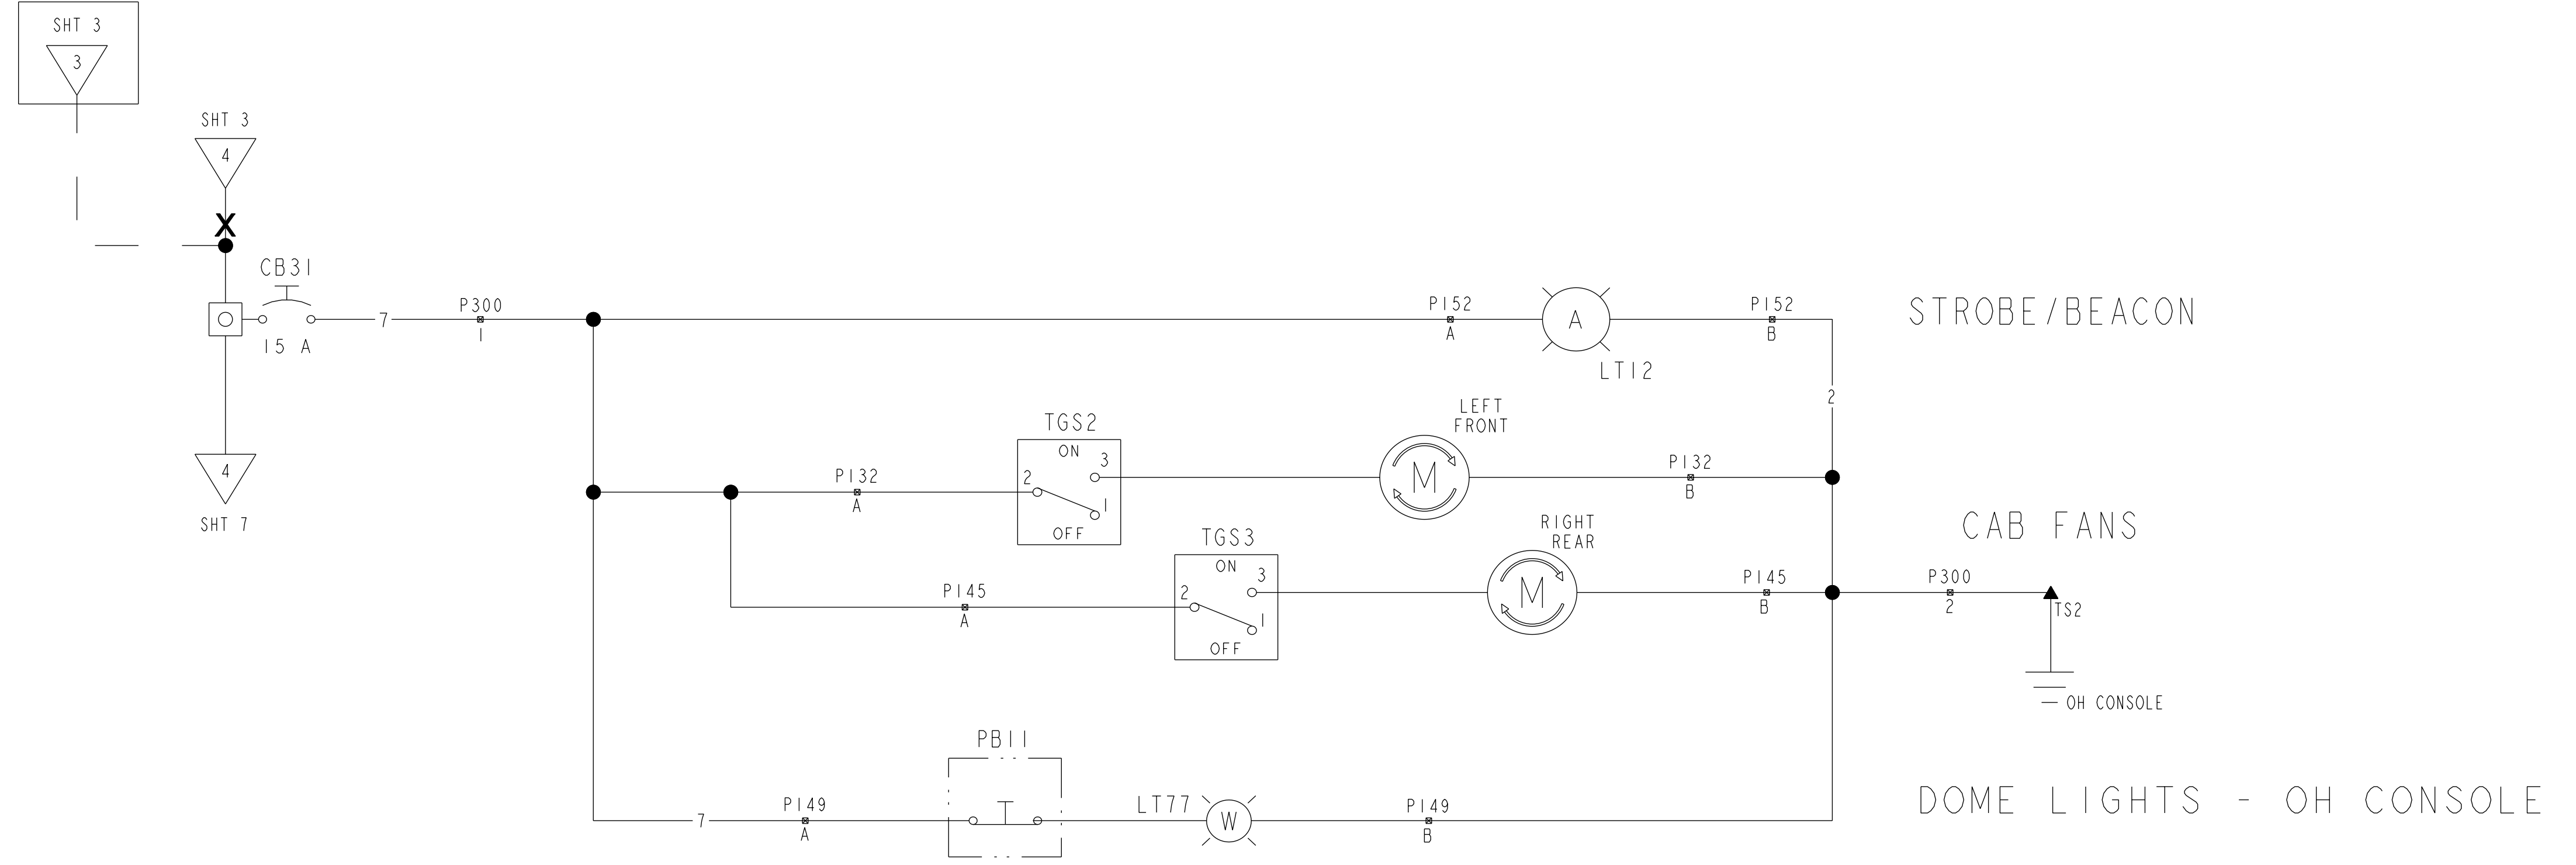 SHT 3
3
SHT 3
4
X
CB31
15 A
7
P300
1
P152
A
A
LT12
P152
B
STROBE/BEACON
2
4
SHT 7
P132
A
TGS2
ON
2
3
1
OFF
LEFT
FRONT
M
P132
B
CAB FANS
P145
A
TGS3
ON
2
3
1
OFF
RIGHT
REAR
M
P145
B
P300
2
TS2
OH CONSOLE
7
P149
A
PB11
LT77
W
P149
B
DOME LIGHTS - OH CONSOLE